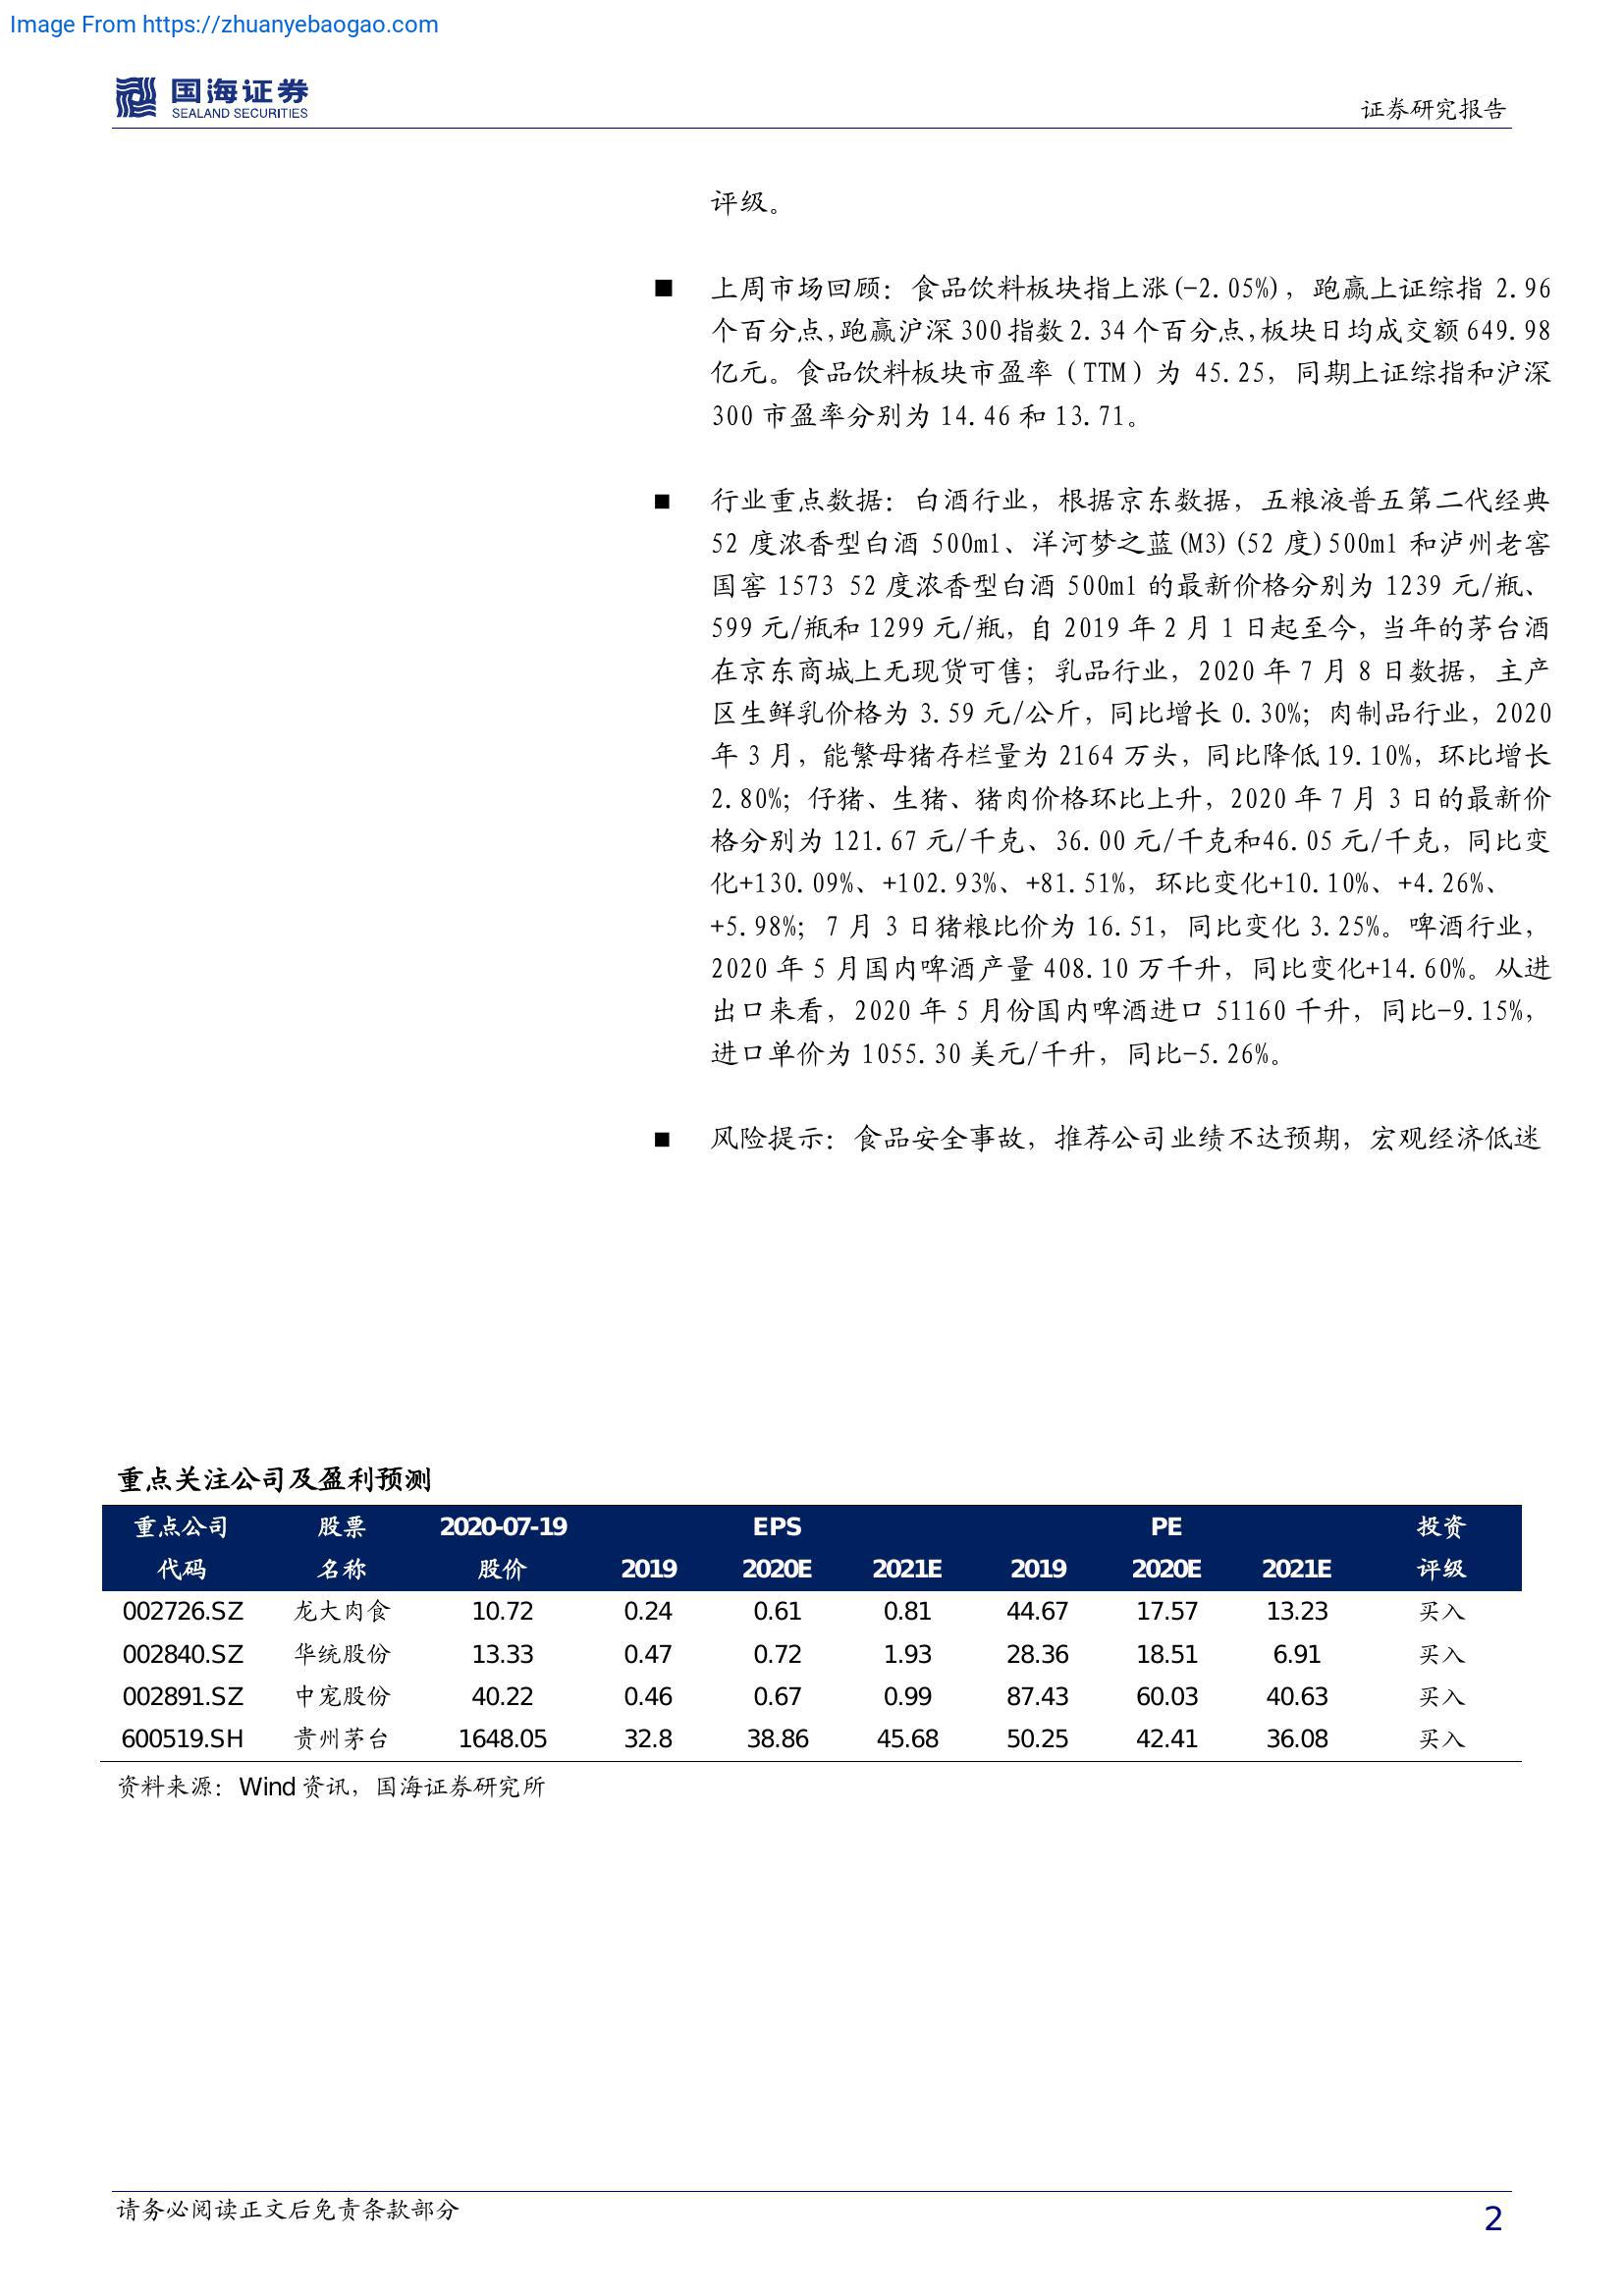 Image From https://zhuanyebaogao.com
国海证券
SEALAND SECURITIES
证券研究报告
评级。
■ 上周市场回顾：食品饮料板块指上涨(-2.05%)，跑赢上证综指 2.96
个百分点，跑赢沪深 300 指数 2.34 个百分点，板块日均成交额 649.98
亿元。食品饮料板块市盈率（TTM）为 45.25，同期上证综指和沪深
300 市盈率分别为 14.46 和 13.71。
■ 行业重点数据：白酒行业，根据京东数据，五粮液普五第二代经典
52 度浓香型白酒 500ml、洋河梦之蓝(M3)(52 度)500ml 和泸州老窖
国窖 1573 52 度浓香型白酒 500ml 的最新价格分别为 1239 元/瓶、
599 元/瓶和 1299 元/瓶，自 2019 年 2 月 1 日起至今，当年的茅台酒
在京东商城上无现货可售；乳品行业，2020 年 7 月 8 日数据，主产
区生鲜乳价格为 3.59 元/公斤，同比增长 0.30%；肉制品行业，2020
年 3 月，能繁母猪存栏量为 2164 万头，同比降低 19.10%，环比增长
2.80%；仔猪、生猪、猪肉价格环比上升，2020 年 7 月 3 日的最新价
格分别为 121.67 元/千克、36.00 元/千克和46.05 元/千克，同比变
化+130.09%、+102.93%、+81.51%，环比变化+10.10%、+4.26%、
+5.98%；7 月 3 日猪粮比价为 16.51，同比变化 3.25%。啤酒行业，
2020 年 5 月国内啤酒产量 408.10 万千升，同比变化+14.60%。从进
出口来看，2020 年 5 月份国内啤酒进口 51160 千升，同比-9.15%，
进口单价为 1055.30 美元/千升，同比-5.26%。
■ 风险提示：食品安全事故，推荐公司业绩不达预期，宏观经济低迷
重点关注公司及盈利预测
重点公司 股票 2020-07-19 EPS PE 投资
代码 名称 股价 2019 2020E 2021E 2019 2020E 2021E 评级
002726.SZ 龙大肉食 10.72 0.24 0.61 0.81 44.67 17.57 13.23 买入
002840.SZ 华统股份 13.33 0.47 0.72 1.93 28.36 18.51 6.91 买入
002891.SZ 中宠股份 40.22 0.46 0.67 0.99 87.43 60.03 40.63 买入
600519.SH 贵州茅台 1648.05 32.8 38.86 45.68 50.25 42.41 36.08 买入
资料来源：Wind 资讯，国海证券研究所
请务必阅读正文后免责条款部分
2